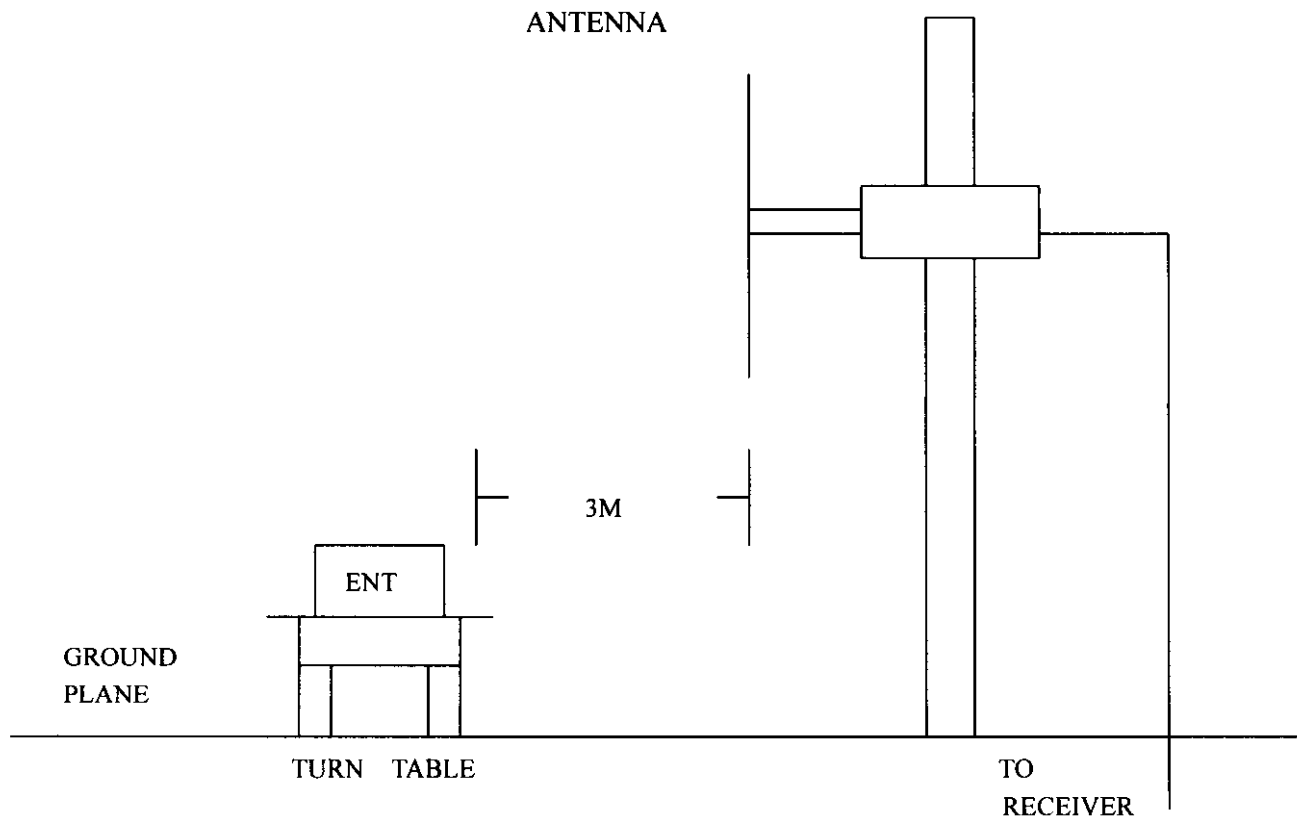 ANTENNA
3M
ENT
GROUND
PLANE
TURN TABLE
TO
RECEIVER